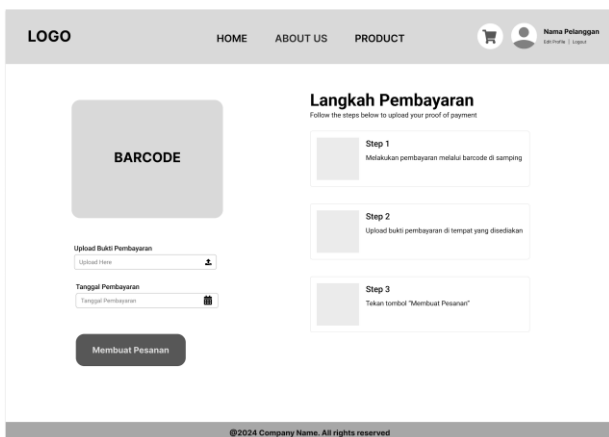 LOGO
HOME
ABOUT US
PRODUCT
Nama Pelanggan
Edit Profile | Logout
BARCODE
Upload Bukti Pembayaran
Upload Here
Tanggal Pembayaran
Tanggal Pembayaran
Membuat Pesanan
Langkah Pembayaran
Follow the steps below to upload your proof of payment
Step 1
Melakukan pembayaran melalui barcode di samping
Step 2
Upload bukti pembayaran di tempat yang disediakan
Step 3
Tekan tombol "Membuat Pesanan"
@2024 Company Name. All rights reserved